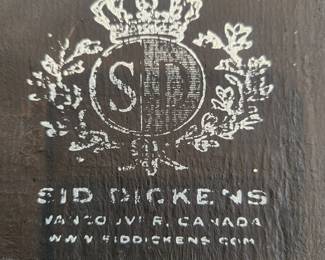 SD
SID DICKENS
VANCOUVER, CANADA
WWW.SIDDICKENS.COM